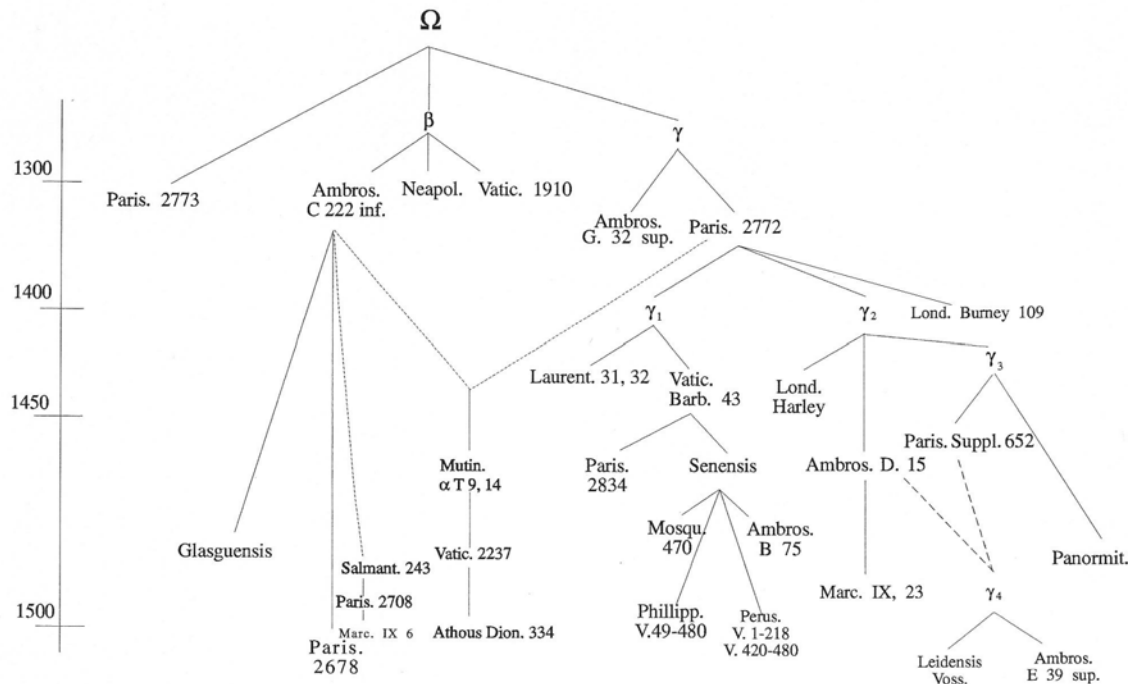 Ω
β
γ
1300
Paris. 2773
Ambros.
C 222 inf.
Neapol.
Vatic. 1910
Ambros.
G. 32 sup.
Paris. 2772
1400
γ₁
γ₂
Lond. Burney 109
Laurent. 31, 32
Vatic.
Barb. 43
Lond.
Harley
γ₃
1450
Paris.
2834
Senensis
Ambros. D. 15
Paris. Suppl. 652
Mutin.
α T 9, 14
Mosqu.
470
Ambros.
B 75
Glasguensis
Salmant. 243
Vatic. 2237
Panormit.
Paris. 2708
Marc. IX, 23
γ₄
1500
Marc. IX 6
Paris.
2678
Athous Dion. 334
Phillipp.
V.49-480
Perus.
V. 1-218
V. 420-480
Leidensis
Voss.
Ambros.
E 39 sup.